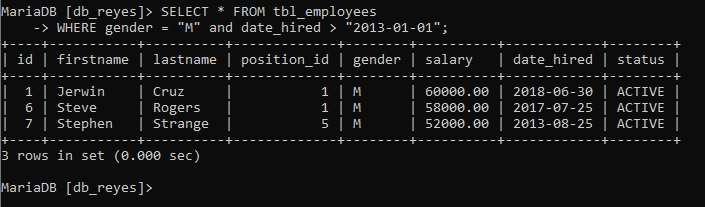 MariaDB [db_reyes]> SELECT * FROM tbl_employees
    -> WHERE gender = "M" and date_hired > "2013-01-01";
+----+-----------+----------+-------------+--------+----------+------------+--------+
| id | firstname | lastname | position_id | gender | salary   | date_hired | status |
+----+-----------+----------+-------------+--------+----------+------------+--------+
|  1 | Jerwin    | Cruz     |           1 | M      | 60000.00 | 2018-06-30 | ACTIVE |
|  6 | Steve     | Rogers   |           1 | M      | 58000.00 | 2017-07-25 | ACTIVE |
|  7 | Stephen   | Strange  |           5 | M      | 52000.00 | 2013-08-25 | ACTIVE |
+----+-----------+----------+-------------+--------+----------+------------+--------+
3 rows in set (0.000 sec)
MariaDB [db_reyes]>